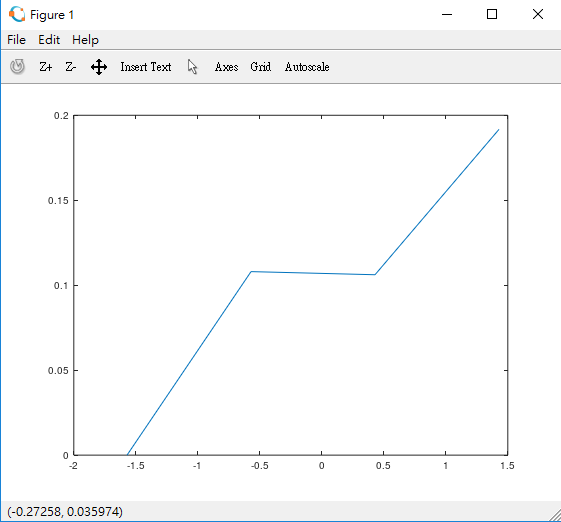 Figure 1
File Edit Help
Z+ Z- Insert Text Axes Grid Autoscale
0.2
0.15
0.1
0.05
0
-2 -1.5 -1 -0.5 0 0.5 1 1.5
(-0.27258, 0.035974)